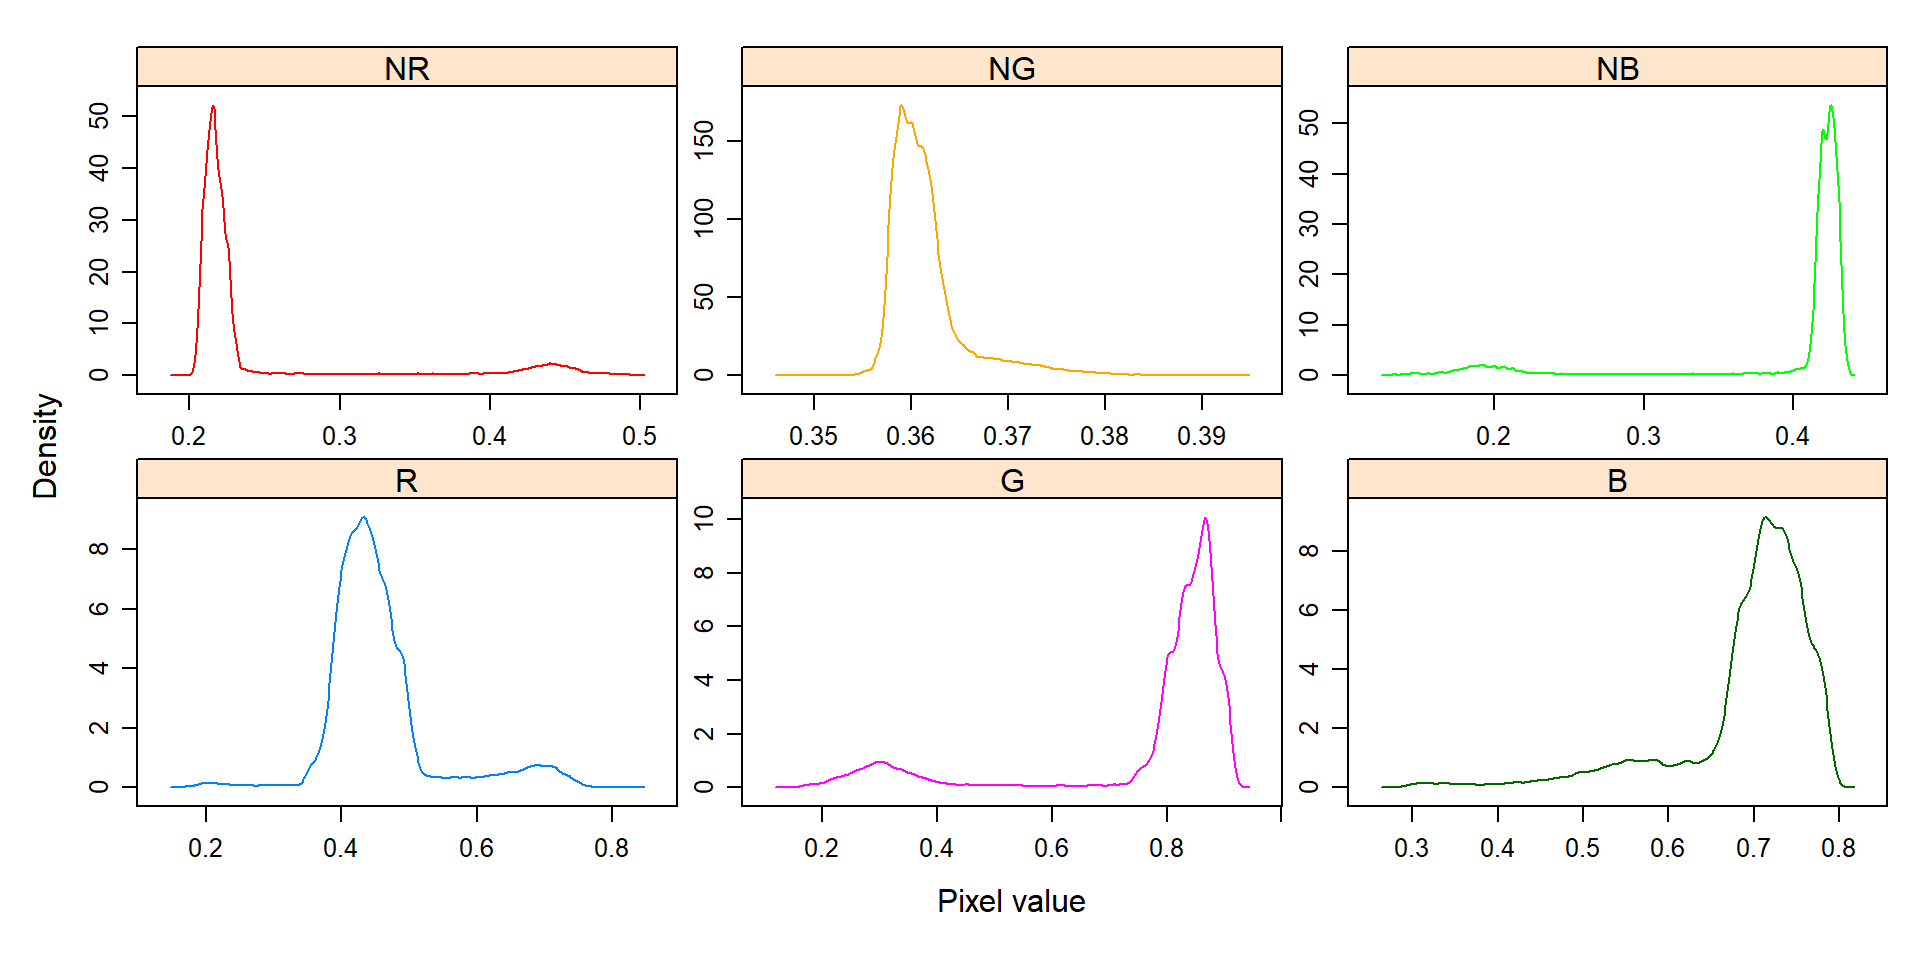 NR NG NB
50 40 30 20 10 0
150 100 50 0
50 40 30 20 10 0
0.2 0.3 0.4 0.5
0.35 0.36 0.37 0.38 0.39
0.2 0.3 0.4
Density
R G B
8 6 4 2 0
10 8 6 4 2 0
8 6 4 2 0
0.2 0.4 0.6 0.8
0.2 0.4 0.6 0.8
0.3 0.4 0.5 0.6 0.7 0.8
Pixel value